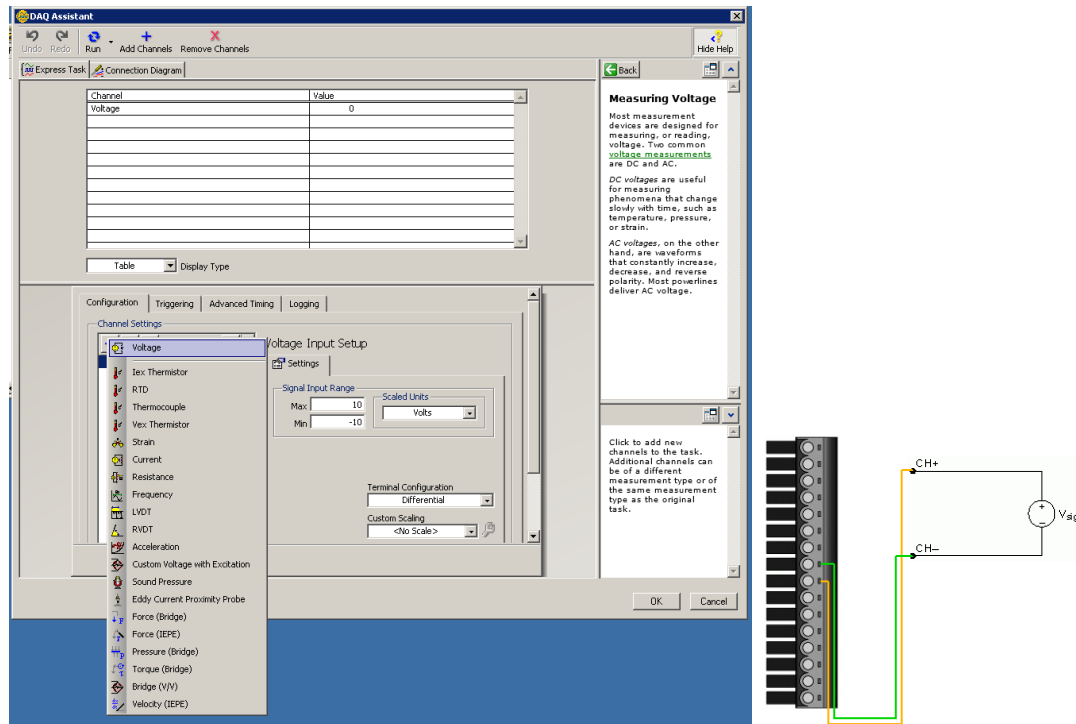 DAQ Assistant
Undo Redo Run Add Channels Remove Channels Hide Help
Express Task Connection Diagram
Channel Value
Voltage 0
Table Display Type
Configuration Triggering Advanced Timing Logging
Channel Settings
Voltage
Iex Thermistor
RTD
Thermocouple
Vex Thermistor
Strain
Current
Resistance
Frequency
LVDT
RVDT
Acceleration
Custom Voltage with Excitation
Sound Pressure
Eddy Current Proximity Probe
Force (Bridge)
Force (IEPE)
Pressure (Bridge)
Torque (Bridge)
Bridge (V/V)
Velocity (IEPE)
Voltage Input Setup
Settings
Signal Input Range
Max 10
Min -10
Scaled Units
Volts
Terminal Configuration
Differential
Custom Scaling
<No Scale>
Back
Measuring Voltage
Most measurement
devices are designed for
measuring, or reading,
voltage. Two common
voltage measurements
are DC and AC.
DC voltages are useful
for measuring
phenomena that change
slowly with time, such as
temperature, pressure,
or strain.
AC voltages, on the other
hand, are waveforms
that constantly increase,
decrease, and reverse
polarity. Most powerlines
deliver AC voltage.
Click to add new
channels to the task.
Additional channels can
be of a different
measurement type or of
the same measurement
type as the original
task.
OK Cancel
CH+
CH–
+
–
Vsig